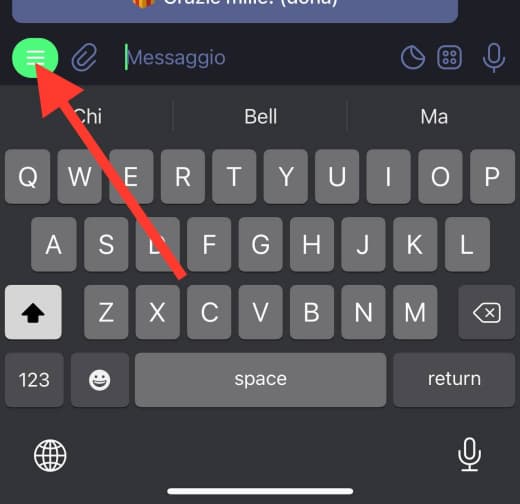 Grazie mille! (dona)
Messaggio
Chi Bell Ma
Q W E R T Y U I O P
A S D F G H J K L
Z X C V B N M
123 space return